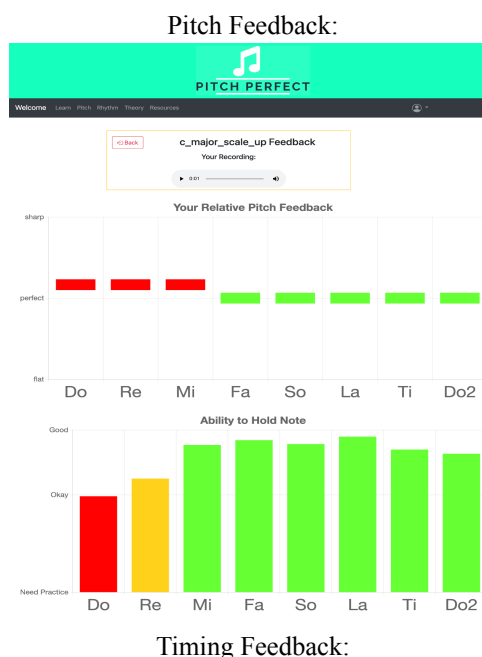 Pitch Feedback:
PITCH PERFECT
Welcome Learn Pitch Rhythm Theory Resources
Back c_major_scale_up Feedback
Your Recording:
0:01
Your Relative Pitch Feedback
sharp
perfect
flat
Do Re Mi Fa So La Ti Do2
Ability to Hold Note
Good
Okay
Need Practice
Do Re Mi Fa So La Ti Do2
Timing Feedback: